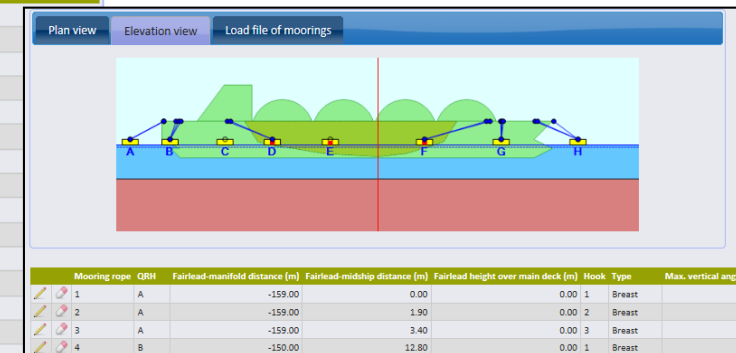 Plan view Elevation view Load file of moorings
A B C D E F G H
Mooring rope QRH Fairlead-manifold distance (m) Fairlead-midship distance (m) Fairlead height over main deck (m) Hook Type Max. vertical ang
1 A -159.00 0.00 0.00 1 Breast
2 A -159.00 1.90 0.00 2 Breast
3 A -159.00 3.40 0.00 3 Breast
4 B -150.00 12.80 0.00 1 Breast